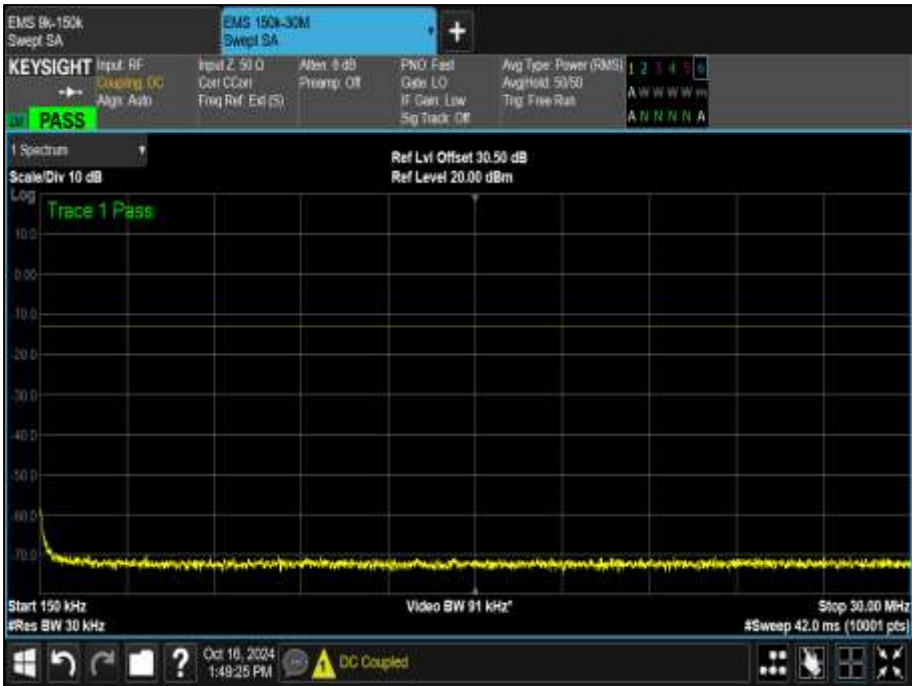 EMS 9k-150k
Swept SA
EMS 150k-30M
Swept SA
+
KEYSIGHT
Input: RF
Coupling: DC
Align: Auto
Input Z: 50 Ω
Corr CCorr
Freq Ref: Ext (S)
Atten: 6 dB
Preamp: Off
PNO: Fast
Gate: LO
IF Gain: Low
Sig Track: Off
Avg Type: Power (RMS)
Avg|Hold: 50/50
Trig: Free Run
1 2 3 4 5 6
A W W W W
A N N N N A
PASS
1 Spectrum
Scale/Div 10 dB
Ref Lvl Offset 30.50 dB
Ref Level 20.00 dBm
Log
Trace 1 Pass
10.0
0.00
-10.0
-20.0
-30.0
-40.0
-50.0
-60.0
-70.0
Start 150 kHz
Video BW 91 kHz*
Stop 30.00 MHz
#Res BW 30 kHz
#Sweep 42.0 ms (10001 pts)
?
Oct 16, 2024
1:49:25 PM
DC Coupled